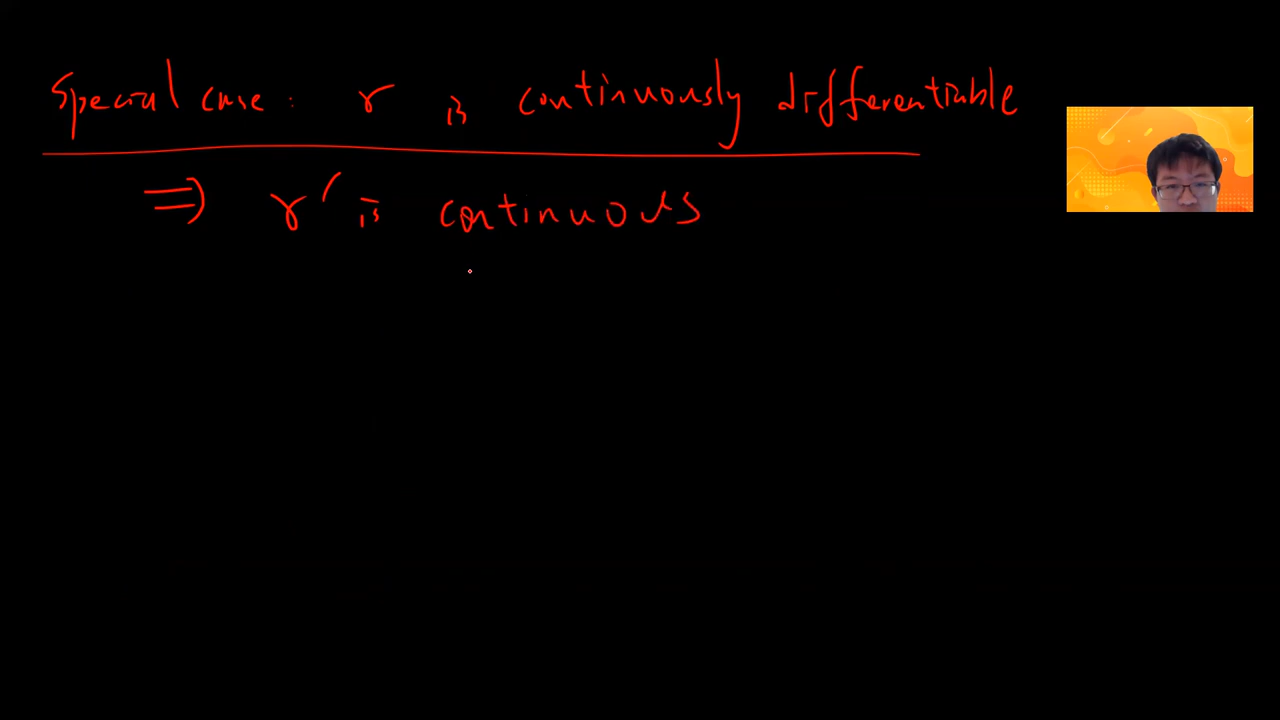 Special case: γ is continuously differentiable
⇒ γ' is continuous